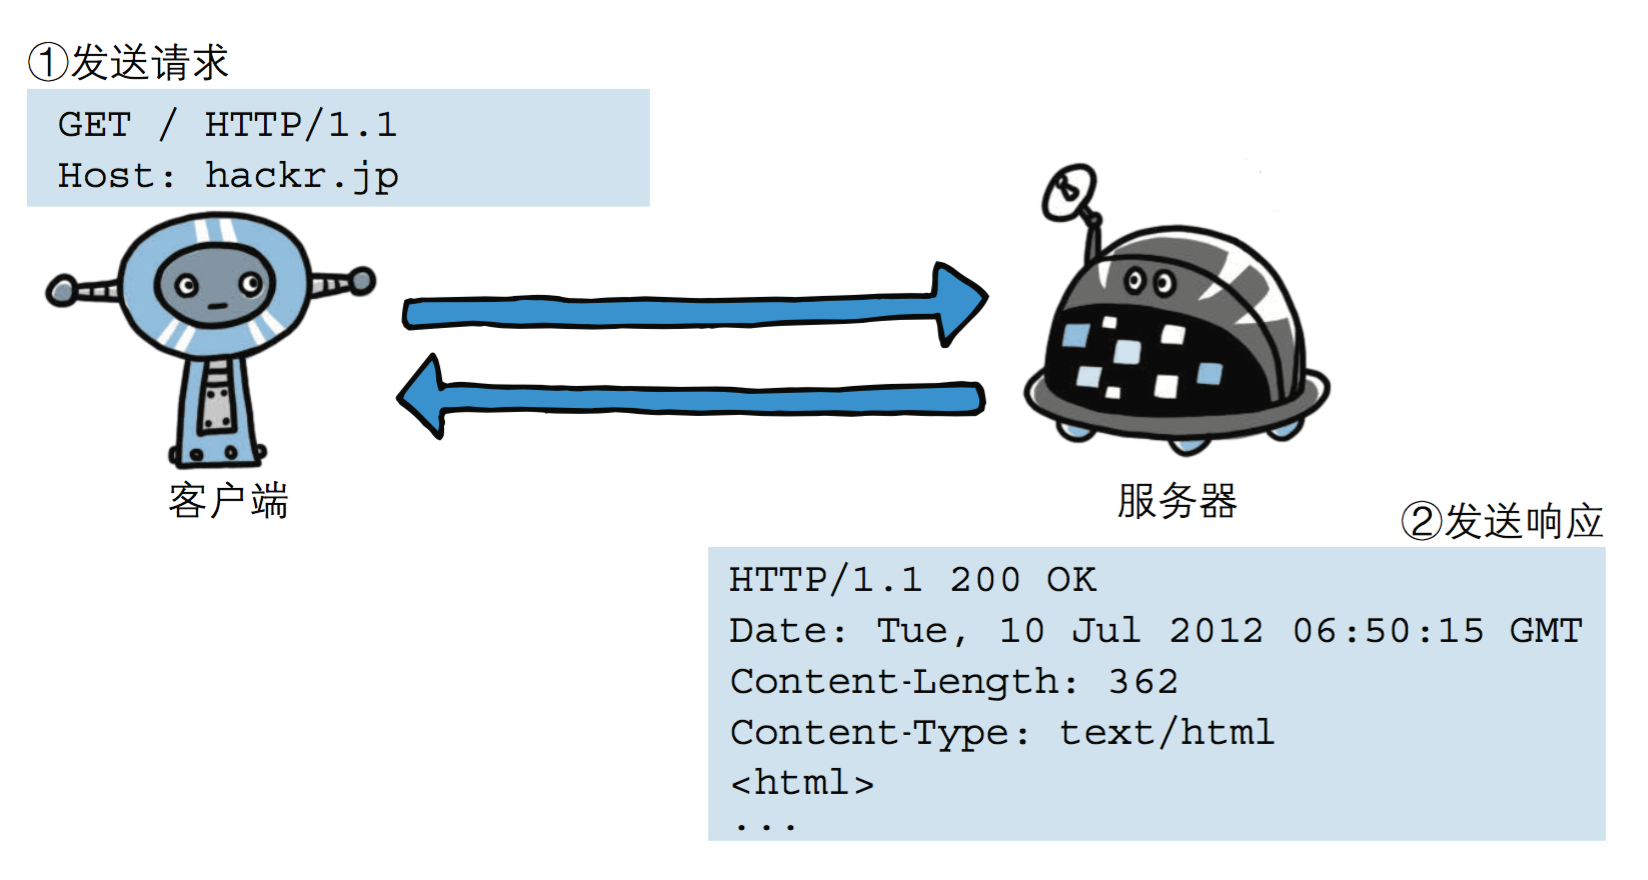 ①发送请求
GET / HTTP/1.1
Host: hackr.jp
客户端
服务器
②发送响应
HTTP/1.1 200 OK
Date: Tue, 10 Jul 2012 06:50:15 GMT
Content-Length: 362
Content-Type: text/html
<html>
...